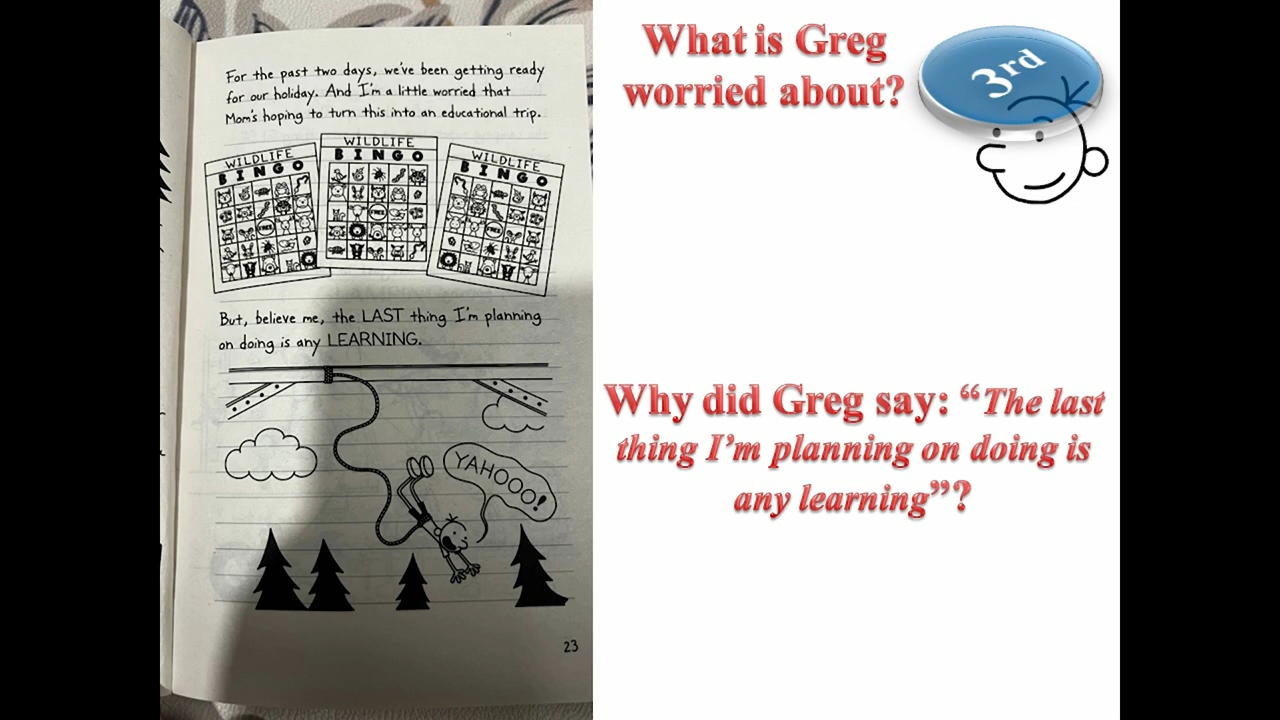 For the past two days, we've been getting ready
for our holiday. And I'm a little worried that
Mom's hoping to turn this into an educational trip.
WILDLIFE
BINGO
FREE
WILDLIFE
BINGO
FREE
WILDLIFE
BINGO
FREE
But, believe me, the LAST thing I'm planning
on doing is any LEARNING.
YAHOOO!
23
What is Greg
worried about?
3rd
Why did Greg say: “The last
thing I’m planning on doing is
any learning”?